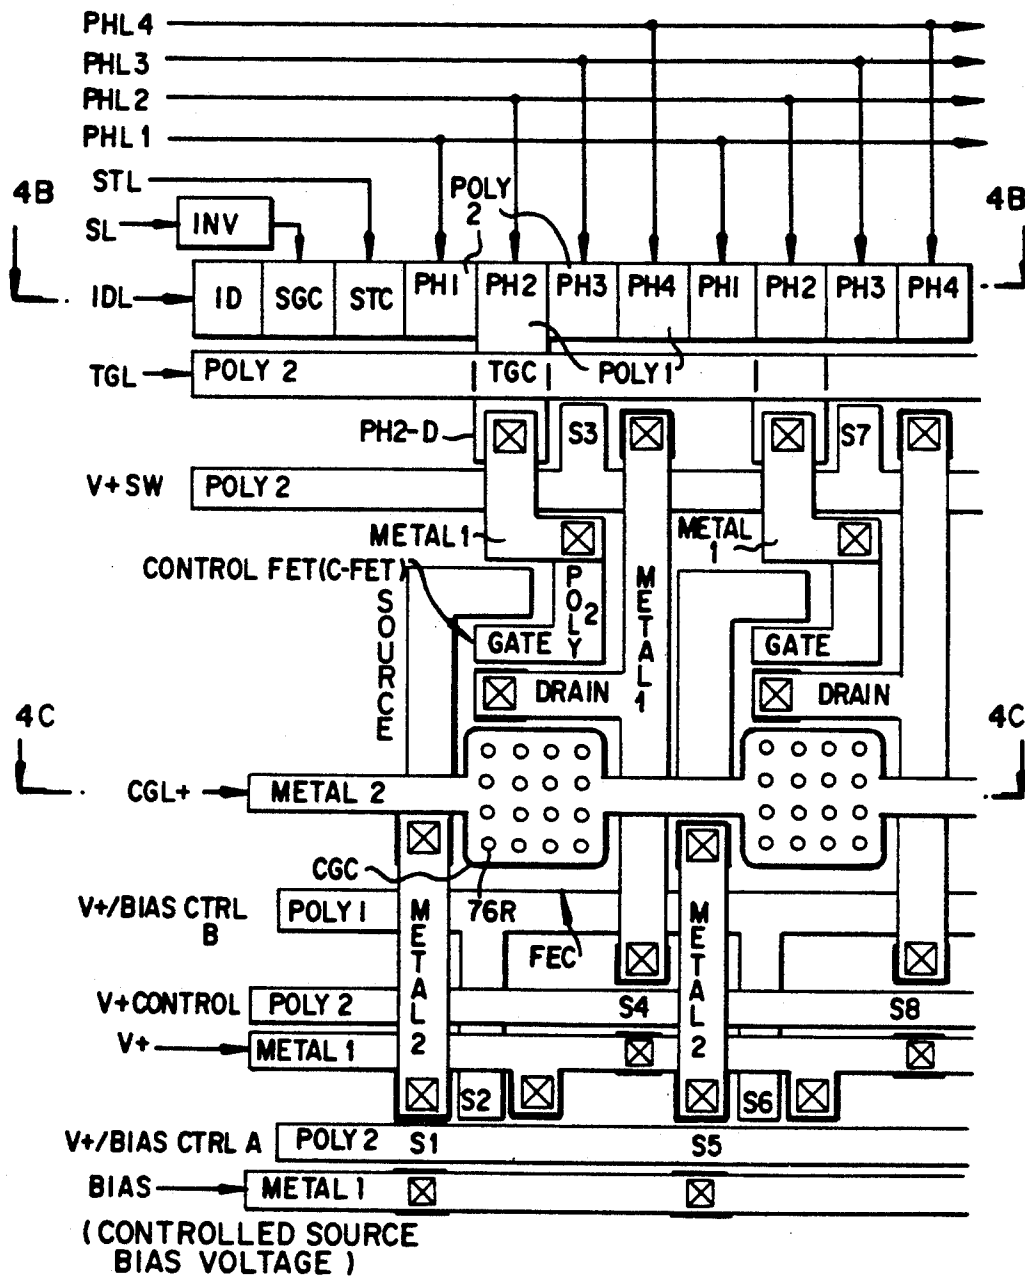 PHL4
PHL3
PHL2
PHL1
STL
POLY 2
4B
4B
SL
INV
IDL
ID
SGC
STC
PH1
PH2
PH3
PH4
PH1
PH2
PH3
PH4
TGL
POLY 2
TGC
POLY 1
PH2-D
S3
S7
V+SW
POLY 2
METAL 1
METAL 1
CONTROL FET(C-FET)
SOURCE
POLY 2
METAL 1
GATE
GATE
DRAIN
DRAIN
4C
4C
CGL+
METAL 2
CGC
76R
V+/BIAS CTRL B
POLY 1
METAL 2
METAL 2
FEC
V+CONTROL
POLY 2
S4
S8
V+
METAL 1
S2
S6
V+/BIAS CTRL A
POLY 2
S1
S5
BIAS
METAL 1
(CONTROLLED SOURCE
BIAS VOLTAGE)